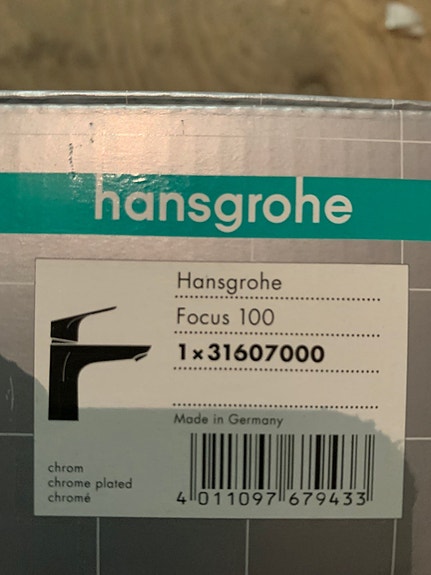 hansgrohe
Hansgrohe
Focus 100
1×31607000
Made in Germany
chrom
chrome plated
chromé
4 011097 679433